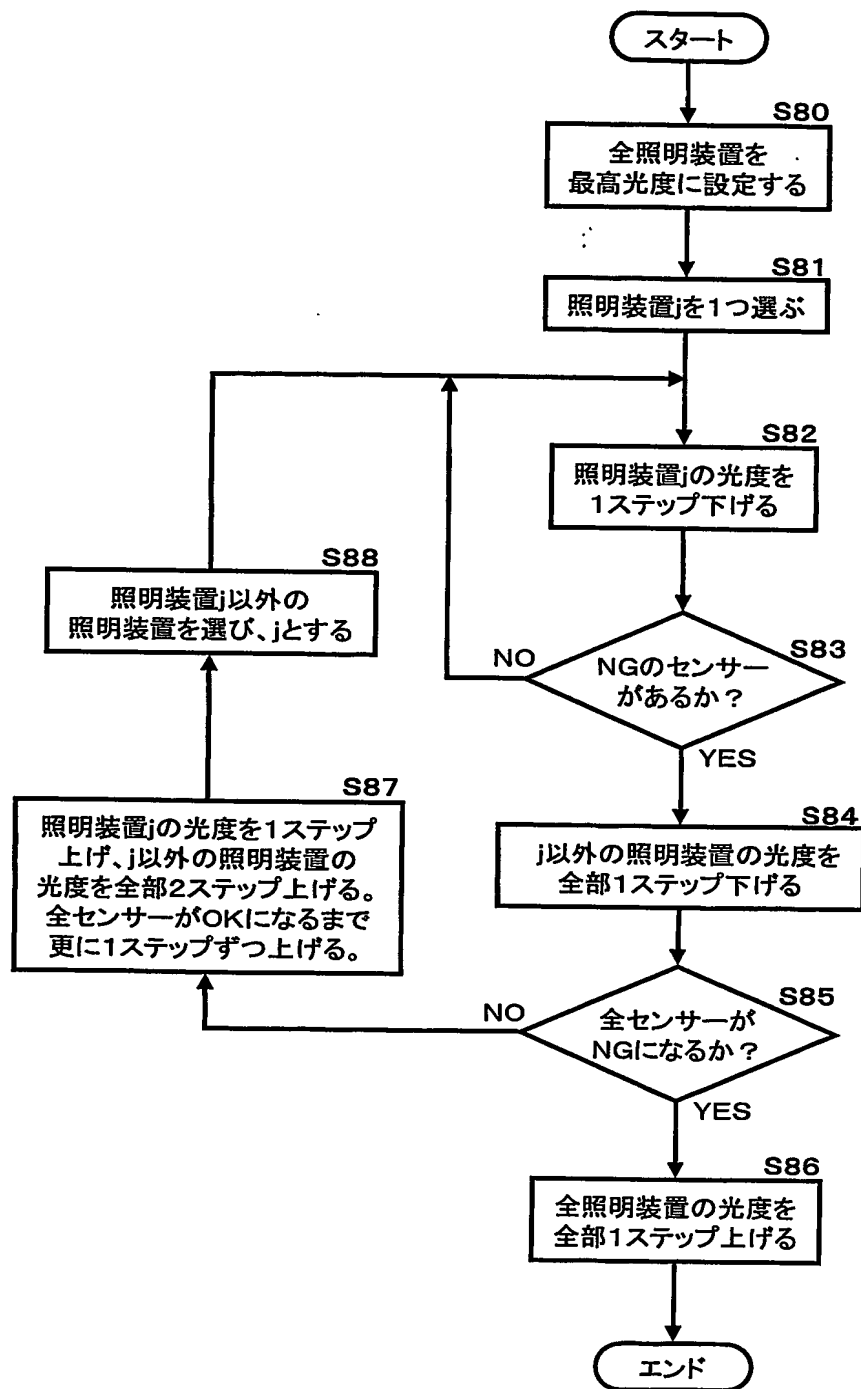 スタート
S80
全照明装置を
最高光度に設定する
S81
照明装置jを1つ選ぶ
S82
照明装置jの光度を
1ステップ下げる
S83
NGのセンサー
があるか？
NO
YES
S84
j以外の照明装置の光度を
全部1ステップ下げる
S85
全センサーが
NGになるか？
NO
YES
S86
全照明装置の光度を
全部1ステップ上げる
エンド
S87
照明装置jの光度を1ステップ
上げ、j以外の照明装置の
光度を全部2ステップ上げる。
全センサーがOKになるまで
更に1ステップずつ上げる。
S88
照明装置j以外の
照明装置を選び、jとする